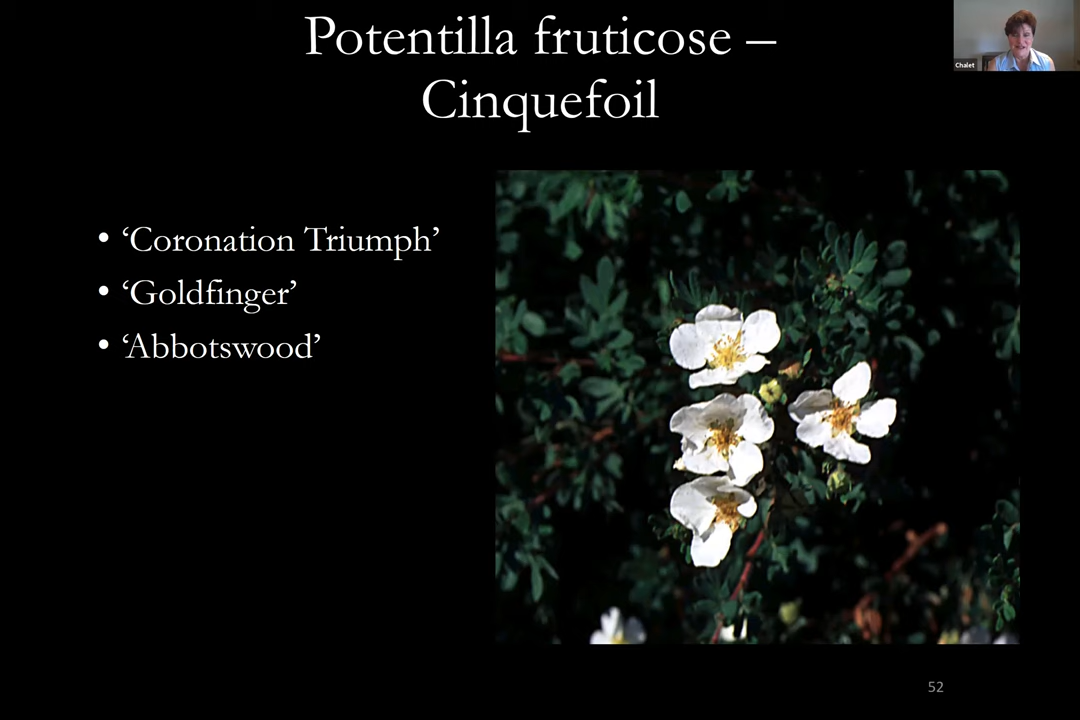 Potentilla fruticose –
Cinquefoil
Chalet
• ‘Coronation Triumph’
• ‘Goldfinger’
• ‘Abbotswood’
52